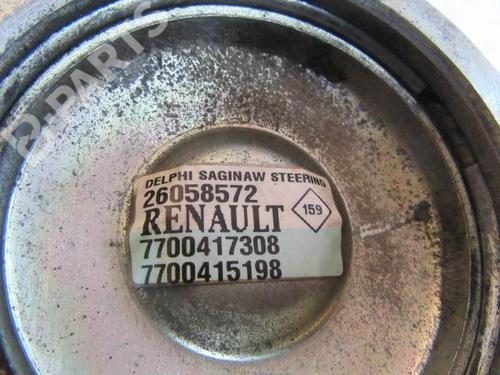 B-PARTS
DELPHI SAGINAW STEERING
26058572
RENAULT
159
7700417308
7700415198